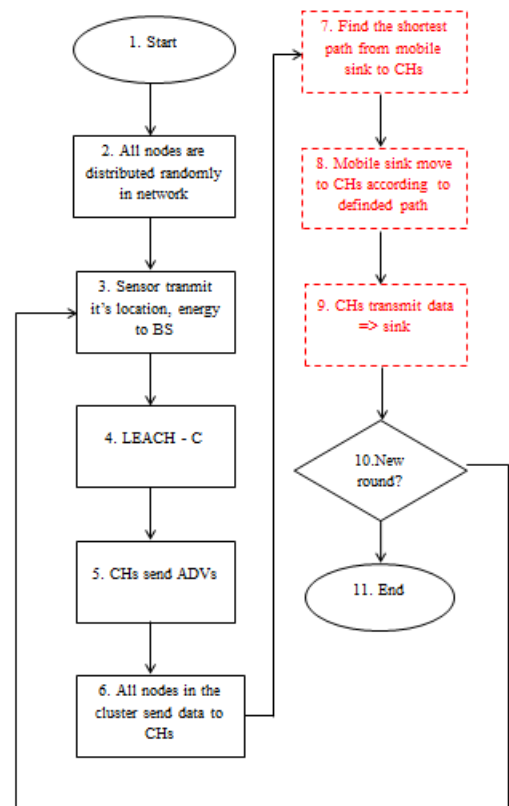 1. Start
2. All nodes are
distributed randomly
in network
3. Sensor tranmit
it's location, energy
to BS
4. LEACH - C
5. CHs send ADVs
6. All nodes in the
cluster send data to
CHs
7. Find the shortest
path from mobile
sink to CHs
8. Mobile sink move
to CHs according to
definded path
9. CHs transmit data
=> sink
10.New
round?
11. End